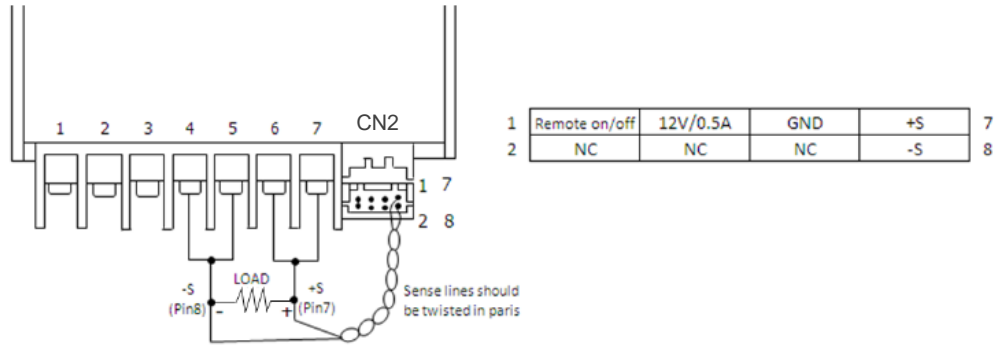 1 2 3 4 5 6 7 CN2
1 7
2 8
-S
(Pin8)
LOAD
- +
+S
(Pin7)
Sense lines should
be twisted in paris
1 Remote on/off 12V/0.5A GND +S 7
2 NC NC NC -S 8